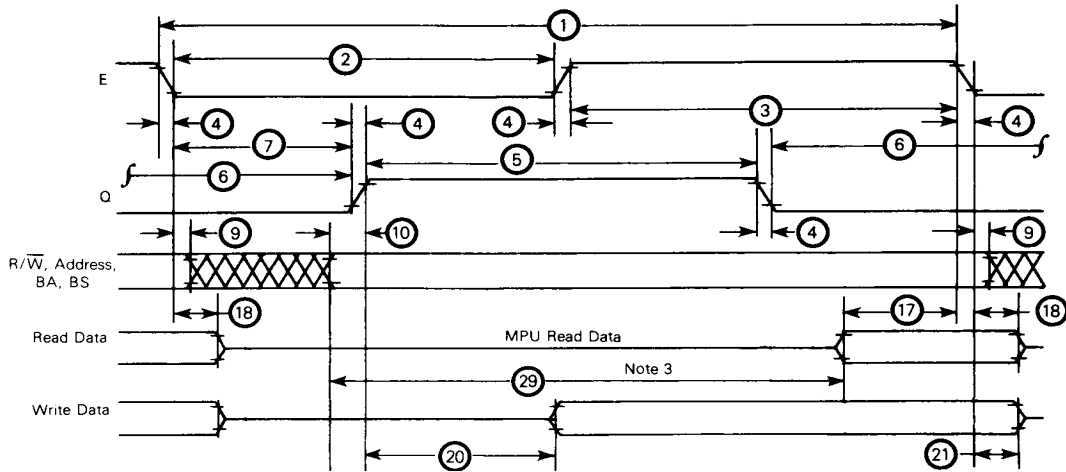 1
2
E
3
4
4
4
4
7
5
6
6
Q
9
10
4
9
R/W̅, Address,
BA, BS
18
17
18
Read Data
MPU Read Data
29
Note 3
Write Data
20
21